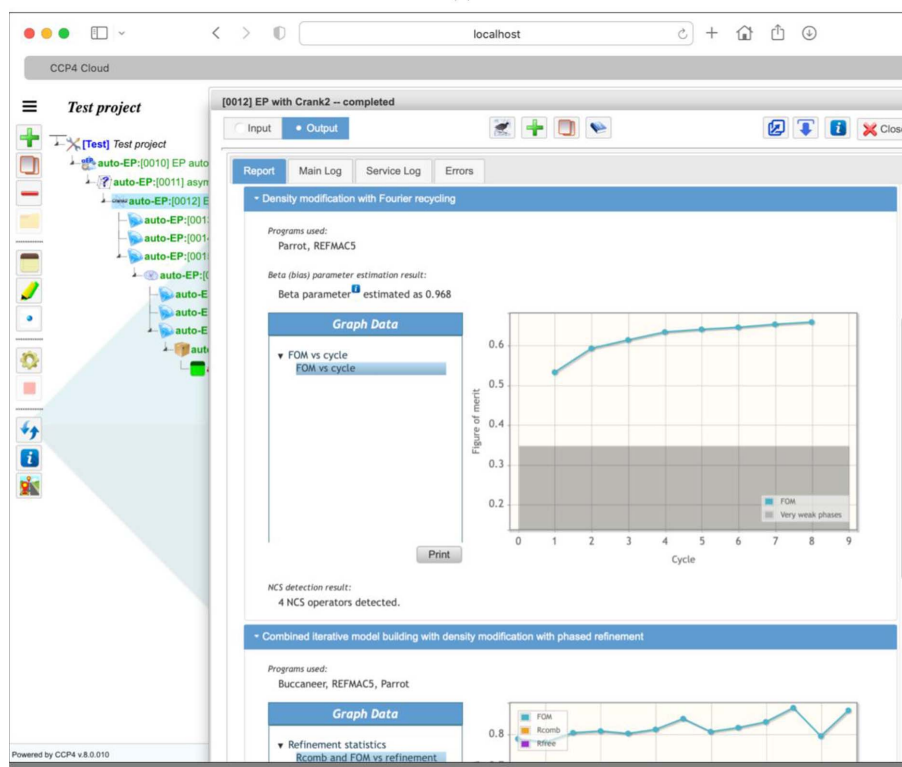 localhost
CCP4 Cloud
Test project
[0012] EP with Crank2 -- completed
Input
Output
Close
[Test] Test project
auto-EP:[0010] EP auto
auto-EP:[0011] asym
auto-EP:[0012] E
auto-EP:[001
auto-EP:[001
auto-EP:[001
auto-EP:[
auto-E
auto-E
auto-E
auto
Report
Main Log
Service Log
Errors
Density modification with Fourier recycling
Programs used:
Parrot, REFMAC5
Beta (bias) parameter estimation result:
Beta parameter estimated as 0.968
Graph Data
FOM vs cycle
FOM vs cycle
Print
Figure of merit
0.6
0.5
0.4
0.3
0.2
FOM
Very weak phases
0 1 2 3 4 5 6 7 8 9
Cycle
NCS detection result:
4 NCS operators detected.
Combined iterative model building with density modification with phased refinement
Programs used:
Buccaneer, REFMAC5, Parrot
Graph Data
Refinement statistics
Rcomb and FOM vs refinement
0.8
FOM
Rcomb
Rfree
Powered by CCP4 v.8.0.010